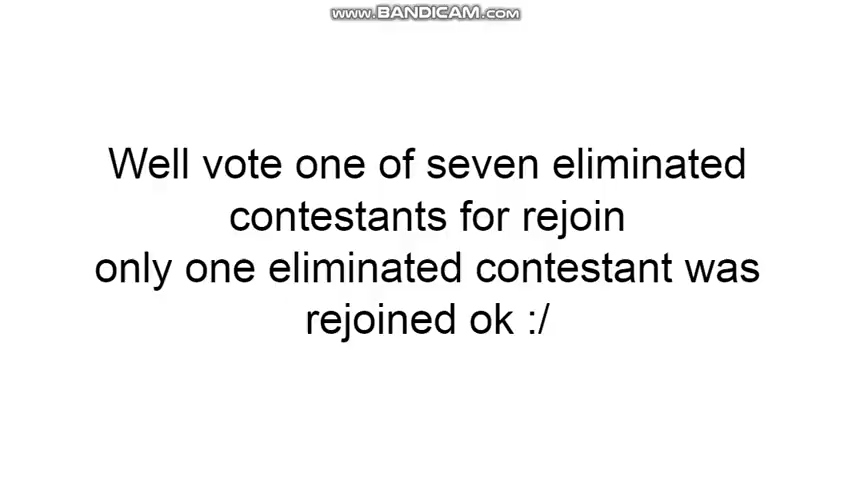 www.BANDICAM.com
Well vote one of seven eliminated
contestants for rejoin
only one eliminated contestant was
rejoined ok :/